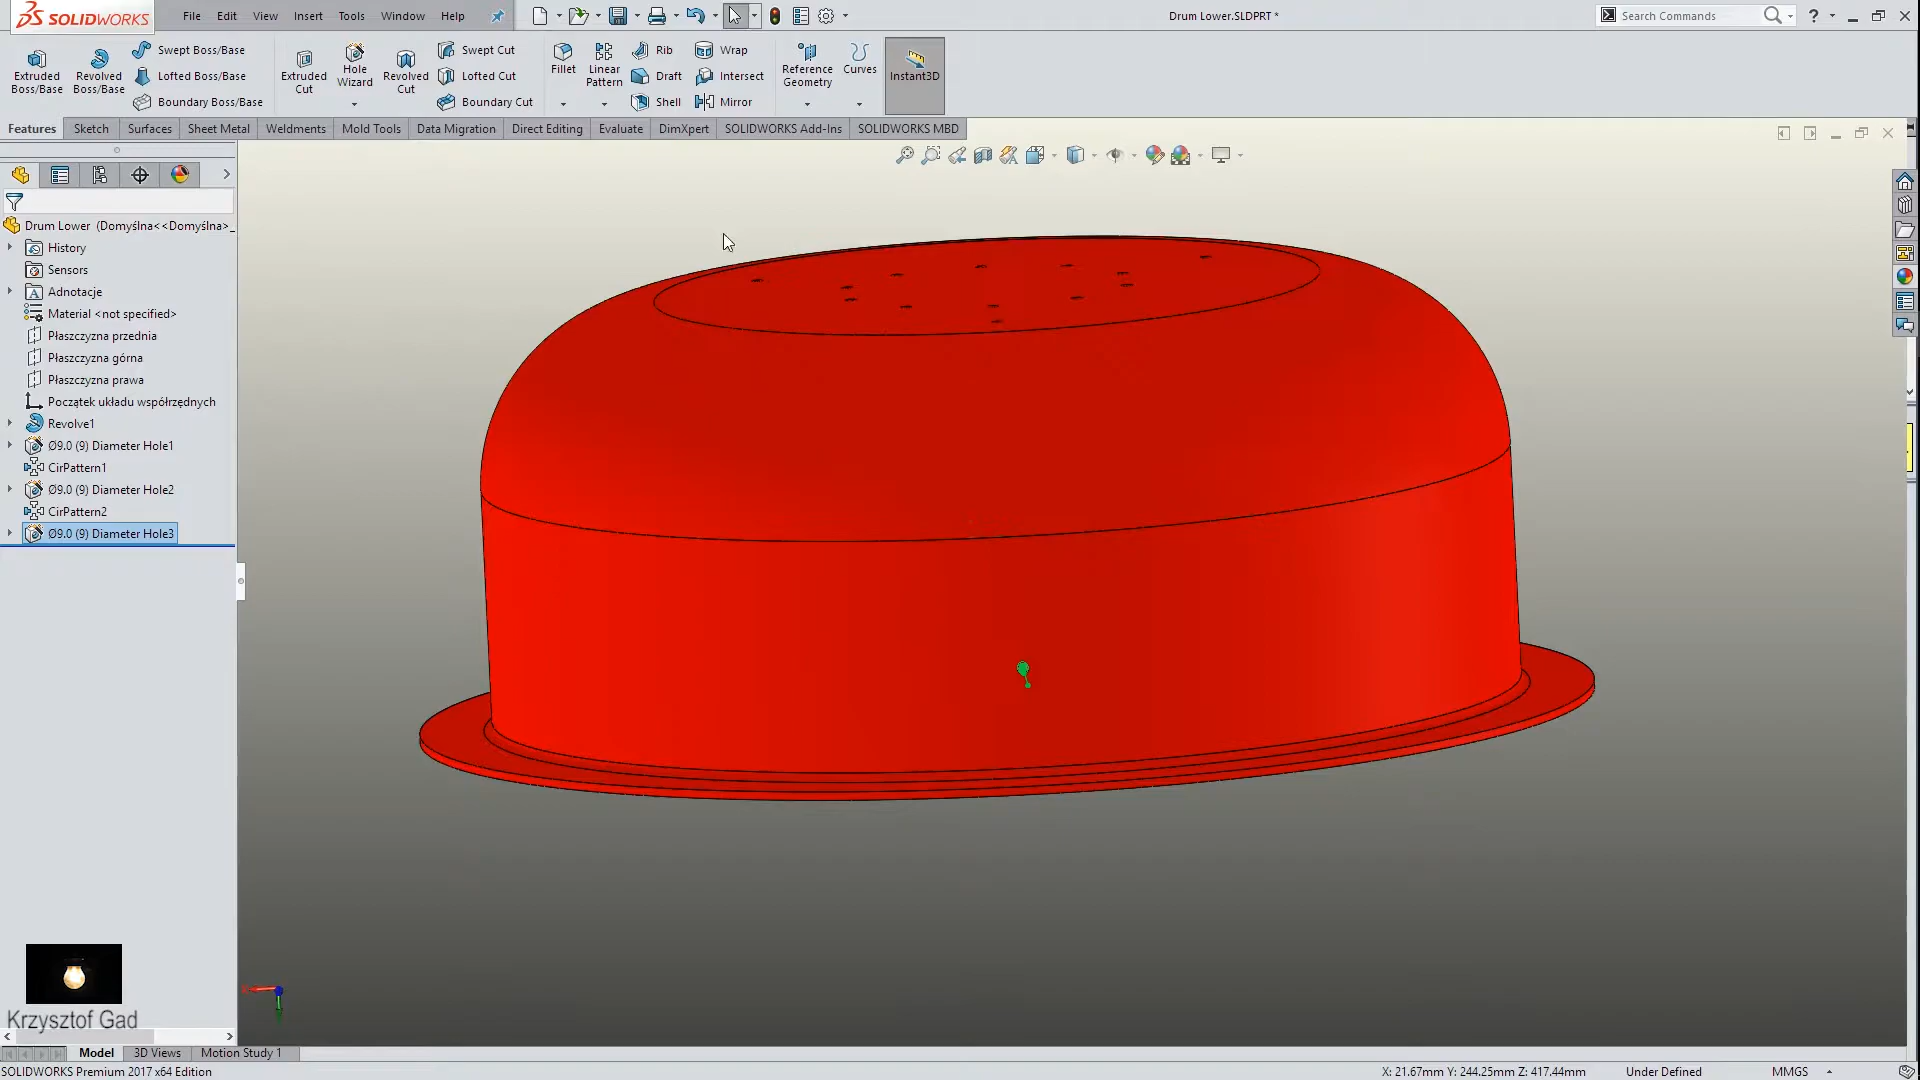 SOLIDWORKS
File Edit View Insert Tools Window Help
Drum Lower.SLDPRT *
Search Commands
?
Extruded Boss/Base
Revolved Boss/Base
Swept Boss/Base
Lofted Boss/Base
Boundary Boss/Base
Extruded Cut
Hole Wizard
Revolved Cut
Swept Cut
Lofted Cut
Boundary Cut
Fillet
Linear Pattern
Rib
Draft
Shell
Wrap
Intersect
Mirror
Reference Geometry
Curves
Instant3D
Features Sketch Surfaces Sheet Metal Weldments Mold Tools Data Migration Direct Editing Evaluate DimXpert SOLIDWORKS Add-Ins SOLIDWORKS MBD
Drum Lower (Domyślna<<Domyślna>_
History
Sensors
Adnotacje
Material <not specified>
Płaszczyzna przednia
Płaszczyzna górna
Płaszczyzna prawa
Początek układu współrzędnych
Revolve1
Ø9.0 (9) Diameter Hole1
CirPattern1
Ø9.0 (9) Diameter Hole2
CirPattern2
Ø9.0 (9) Diameter Hole3
Krzysztof Gad
Model 3D Views Motion Study 1
SOLIDWORKS Premium 2017 x64 Edition
X: 21.67mm Y: 244.25mm Z: 417.44mm
Under Defined
MMGS